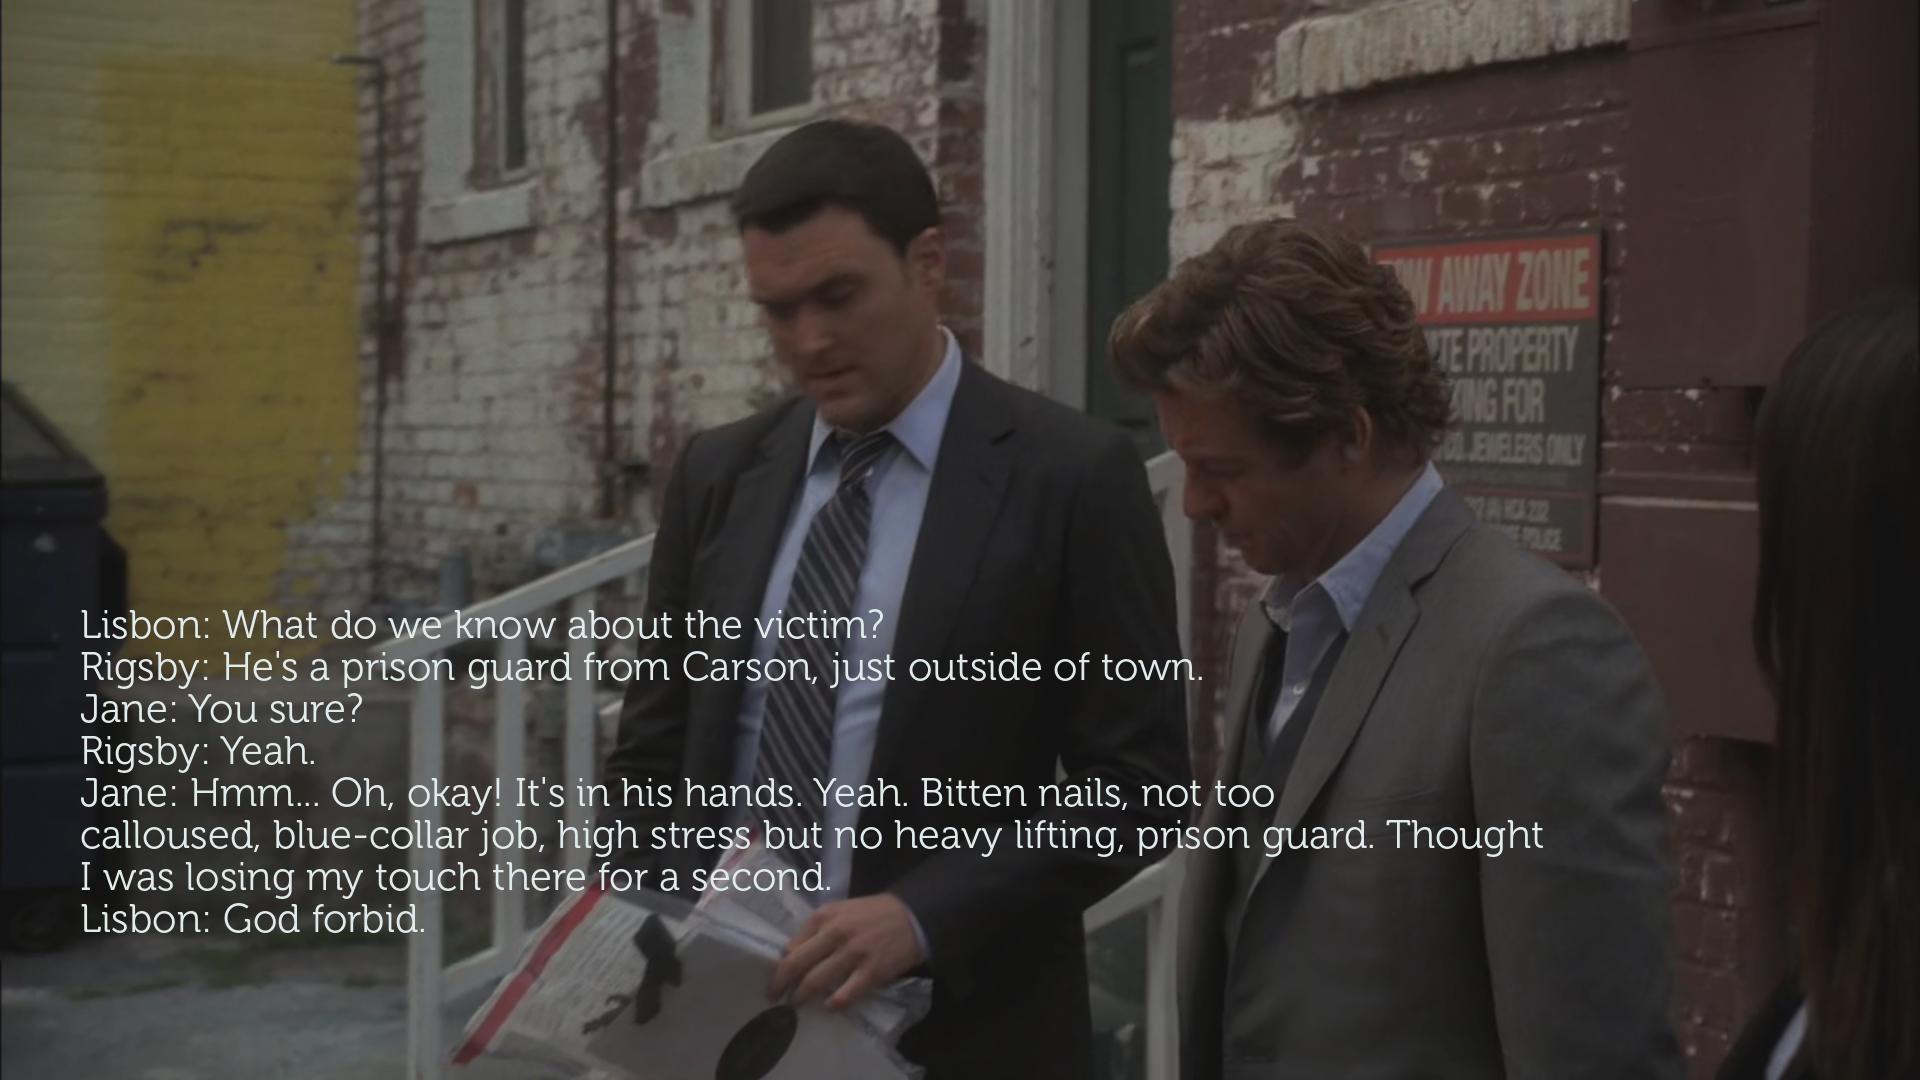 W AWAY ZONE
TE PROPERTY
KING FOR
CO. JEWELERS ONLY
Lisbon: What do we know about the victim?
Rigsby: He's a prison guard from Carson, just outside of town.
Jane: You sure?
Rigsby: Yeah.
Jane: Hmm... Oh, okay! It's in his hands. Yeah. Bitten nails, not too
calloused, blue-collar job, high stress but no heavy lifting, prison guard. Thought
I was losing my touch there for a second.
Lisbon: God forbid.